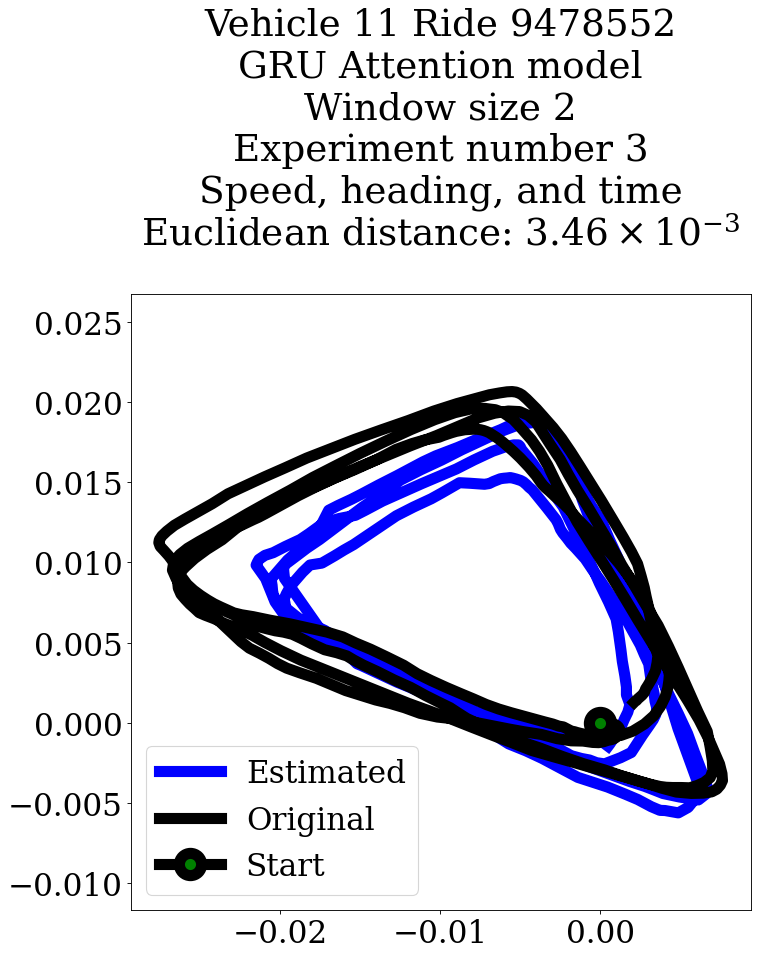 Vehicle 11 Ride 9478552
GRU Attention model
Window size 2
Experiment number 3
Speed, heading, and time
Euclidean distance: 3.46 × 10⁻³
0.025
0.020
0.015
0.010
0.005
0.000
−0.005
−0.010
Estimated
Original
Start
−0.02 −0.01 0.00